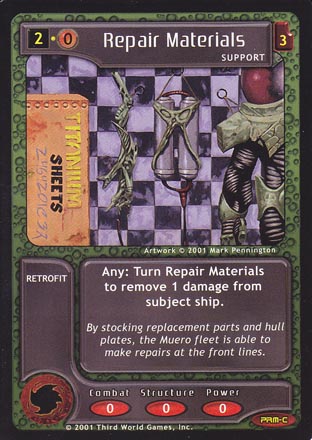 2 • 0 Repair Materials 3
SUPPORT
TITANIUM
SHEETS
Artwork © 2001 Mark Pennington
RETROFIT
Any: Turn Repair Materials
to remove 1 damage from
subject ship.
By stocking replacement parts and hull
plates, the Muero fleet is able to
make repairs at the front lines.
Combat Structure Power
0 0 0
PRM-C
© 2001 Third World Games, Inc.